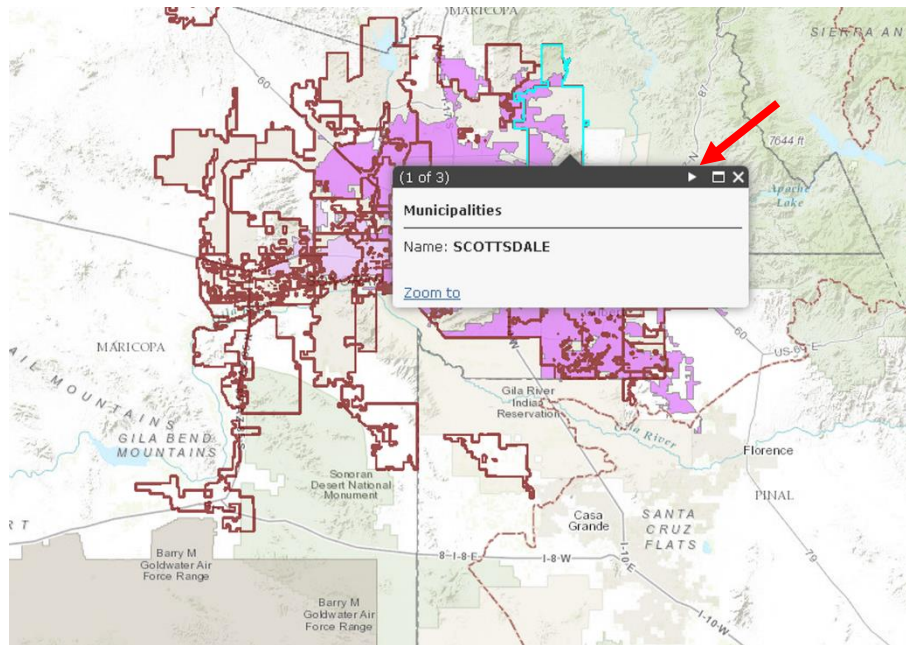 MARICOPA
SIERRA AN
60
87
N
7644 ft
Apache
Lake
(1 of 3)
Municipalities
Name: SCOTTSDALE
Zoom to
60
US-60 E
MARICOPA
AIL MOUNTAINS
GILA BEND
MOUNTAINS
W
Gila River
Indian
Reservation
Gila River
Florence
Sonoran
Desert National
Monument
PINAL
Casa
Grande
SANTA
CRUZ
FLATS
RT
Barry M
Goldwater Air
Force Range
8-I-8-E
I-8-W
I-10-E
79
Barry M
Goldwater Air
Force Range
I-10-W